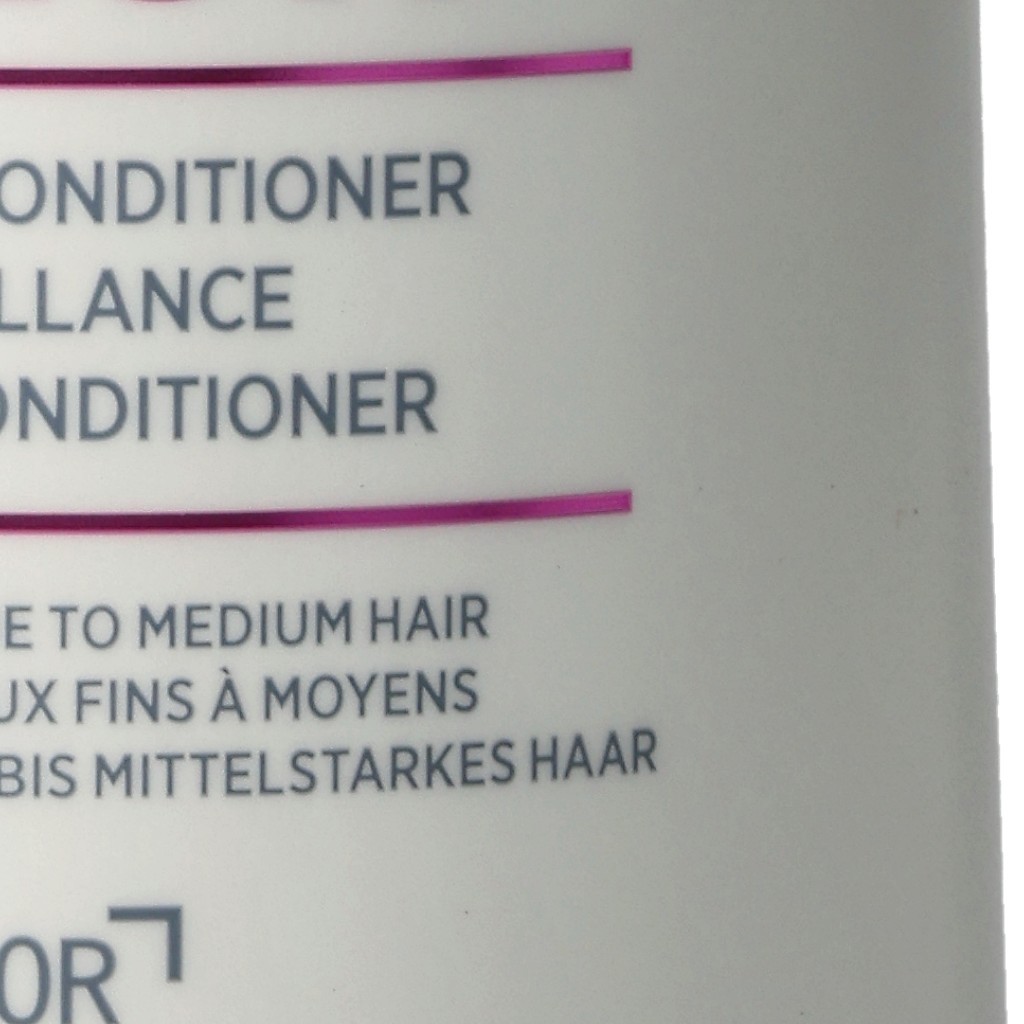 ONDITIONER
LLANCE
ONDITIONER
E TO MEDIUM HAIR
UX FINS À MOYENS
BIS MITTELSTARKES HAAR
OR